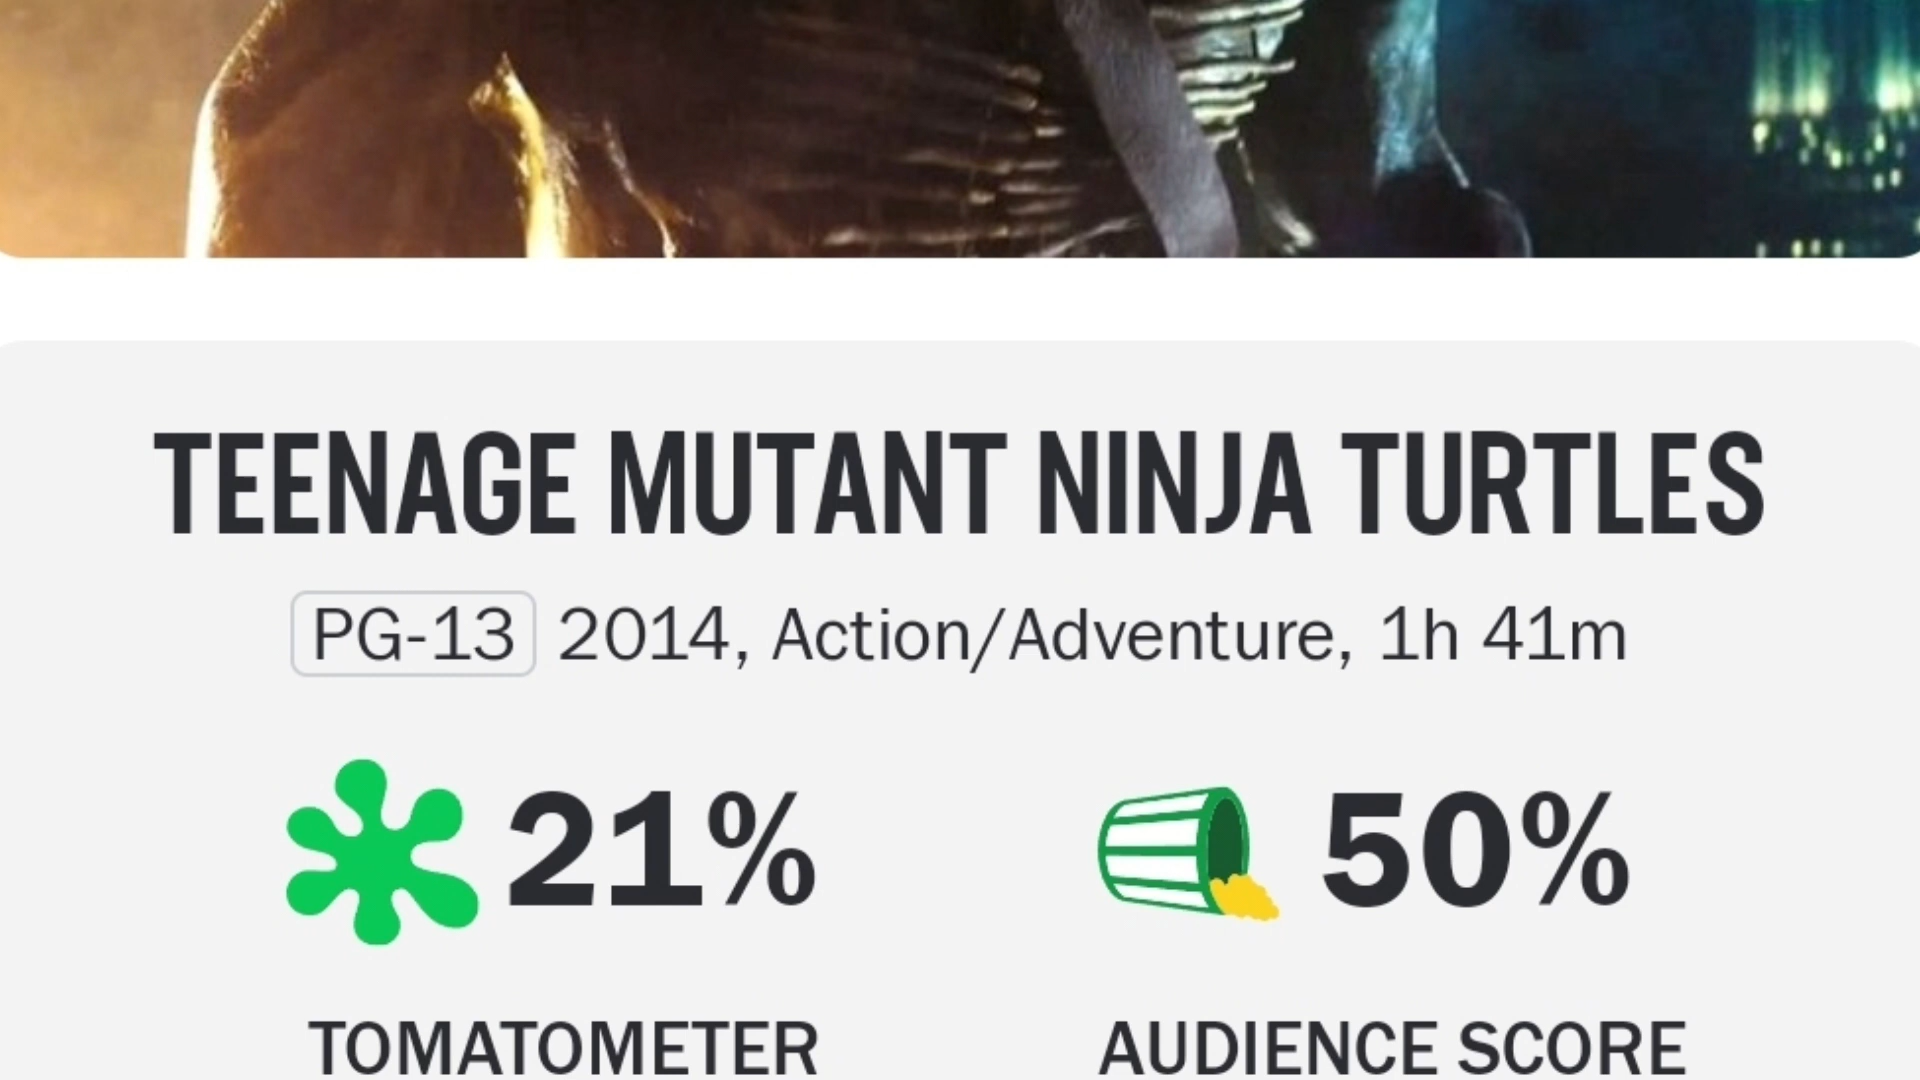 TEENAGE MUTANT NINJA TURTLES
PG-13 2014, Action/Adventure, 1h 41m
21% 50%
TOMATOMETER AUDIENCE SCORE